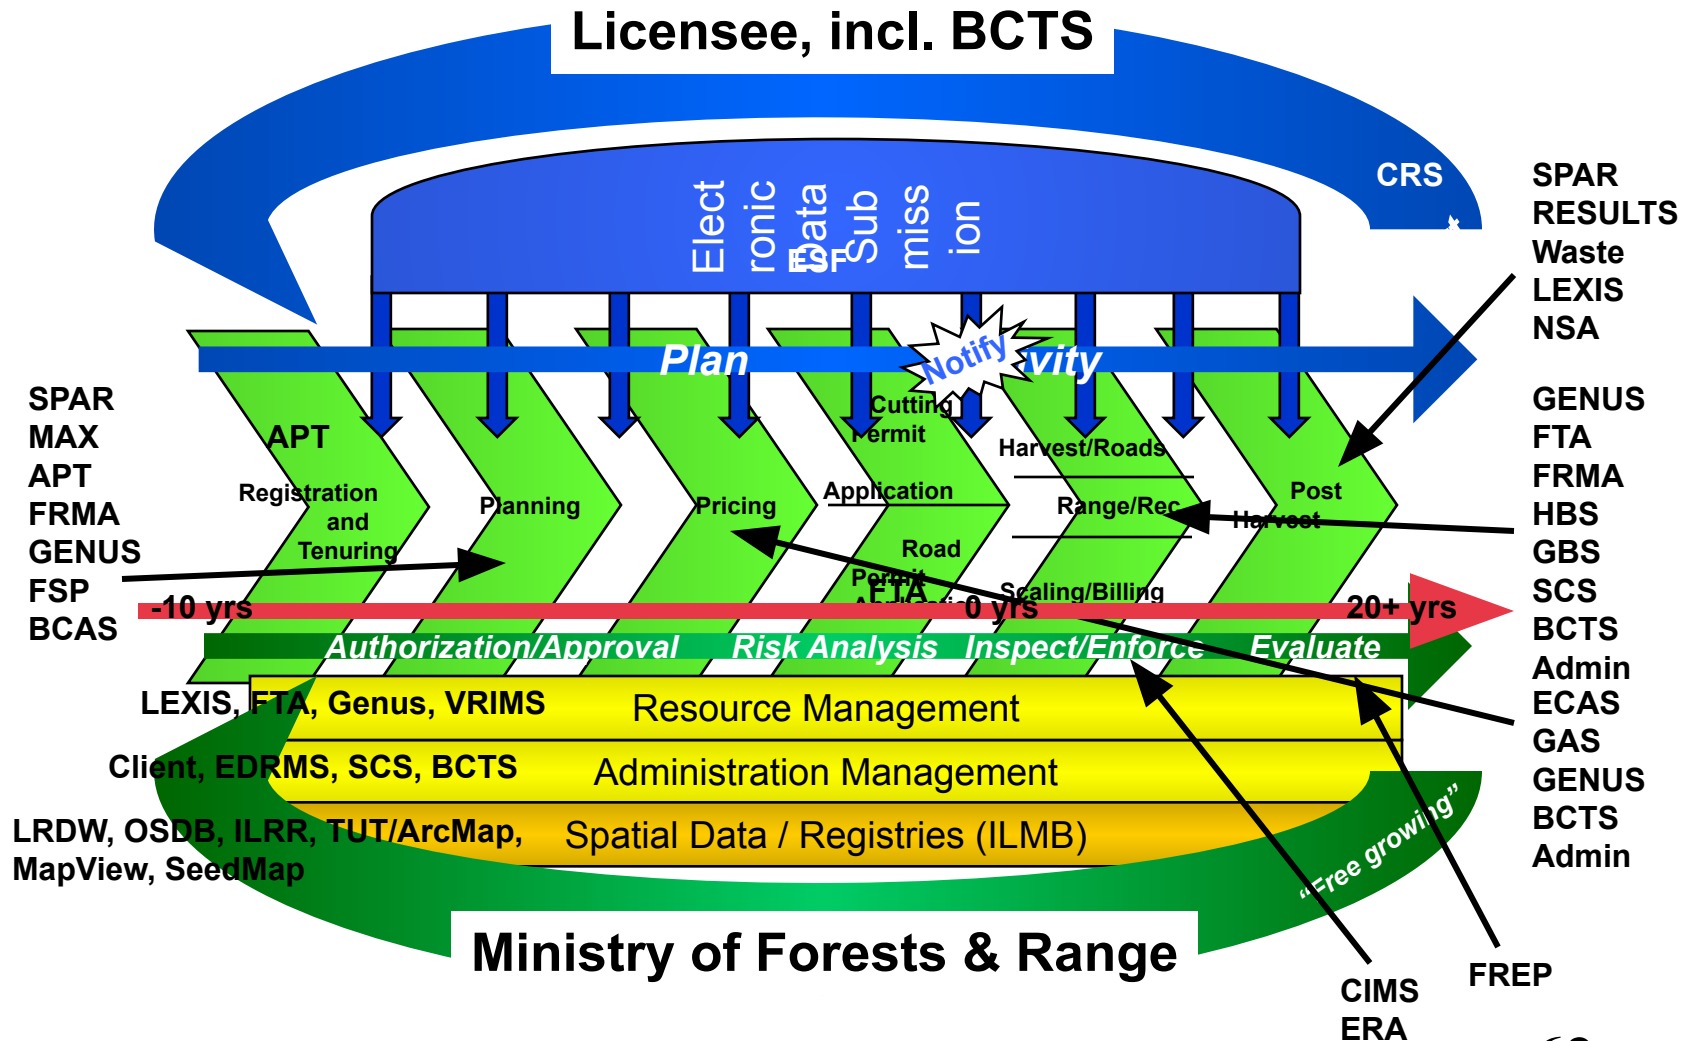 Licensee, incl. BCTS
CRS
Elect
ronic
Data
Sub
miss
ion
ESF
SPAR
RESULTS
Waste
LEXIS
NSA
Plan
Notify
vity
SPAR
MAX
APT
FRMA
GENUS
FSP
BCAS
GENUS
FTA
FRMA
HBS
GBS
SCS
BCTS
Admin
ECAS
GAS
GENUS
BCTS
Admin
APT
Registration
and
Tenuring
Planning
Pricing
Cutting
Permit
Application
Road
Permit
FTA
Harvest/Roads
Range/Rec
Scaling/Billing
Post
Harvest
-10 yrs
0 yrs
20+ yrs
Authorization/Approval
Risk Analysis
Inspect/Enforce
Evaluate
LEXIS, FTA, Genus, VRIMS
Resource Management
Client, EDRMS, SCS, BCTS
Administration Management
LRDW, OSDB, ILRR, TUT/ArcMap,
MapView, SeedMap
Spatial Data / Registries (ILMB)
“Free growing”
Ministry of Forests & Range
CIMS
ERA
FREP